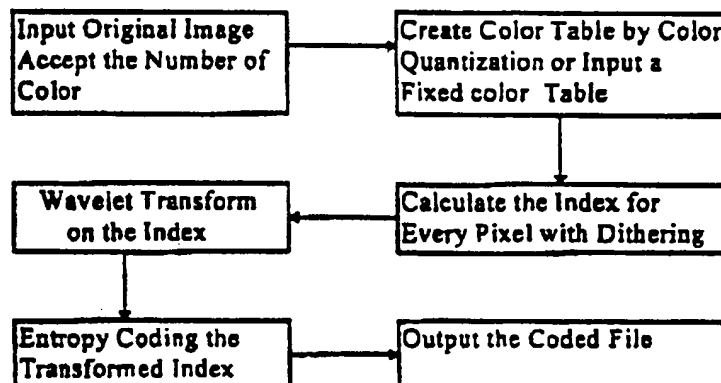 Input Original Image
Accept the Number of
Color
Create Color Table by Color
Quantization or Input a
Fixed color Table
Calculate the Index for
Every Pixel with Dithering
Wavelet Transform
on the Index
Entropy Coding the
Transformed Index
Output the Coded File